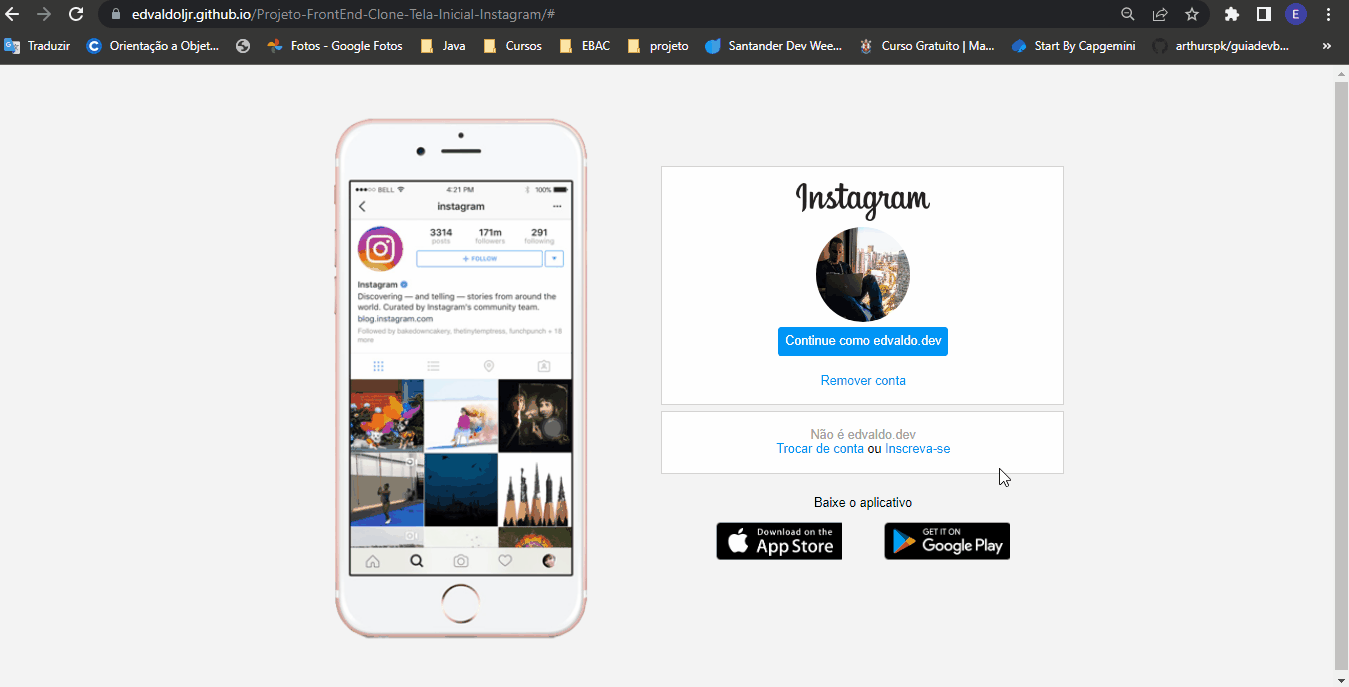 edvaldoljr.github.io/Projeto-FrontEnd-Clone-Tela-Inicial-Instagram/#
E
Traduzir
Orientação a Objet...
Fotos - Google Fotos
Java
Cursos
EBAC
projeto
Santander Dev Wee...
Curso Gratuito | Ma...
Start By Capgemini
arthurspk/guiadevb...
»
BELL 4:21 PM 100%
instagram
3314 171m 291
posts followers following
+ FOLLOW
Instagram
Discovering — and telling — stories from around the
world. Curated by Instagram's community team.
blog.instagram.com
Followed by bakedowncakery, thetinytemptress, funchpunch + 18
more
Instagram
Continue como edvaldo.dev
Remover conta
Não é edvaldo.dev
Trocar de conta ou Inscreva-se
Baixe o aplicativo
Download on the
App Store
GET IT ON
Google Play